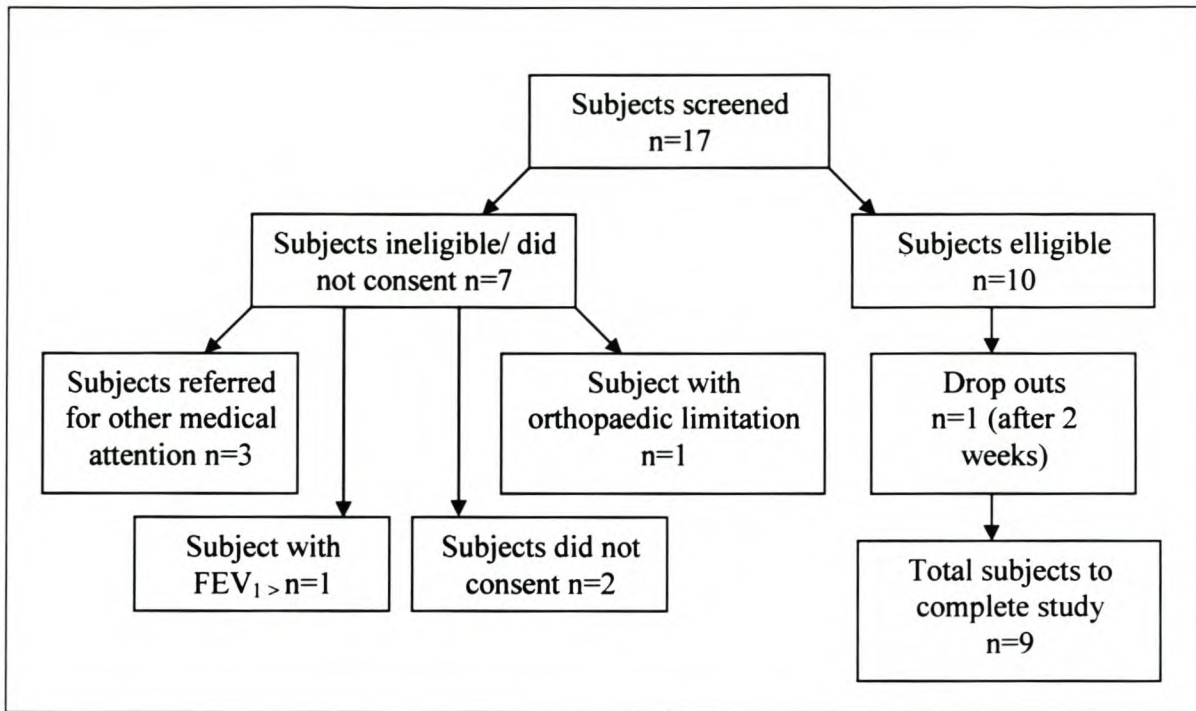 Subjects screened
n=17
Subjects ineligible/ did
not consent n=7
Subjects elligible
n=10
Subjects referred
for other medical
attention n=3
Subject with
orthopaedic limitation
n=1
Drop outs
n=1 (after 2
weeks)
Subject with
FEV₁ > n=1
Subjects did not
consent n=2
Total subjects to
complete study
n=9